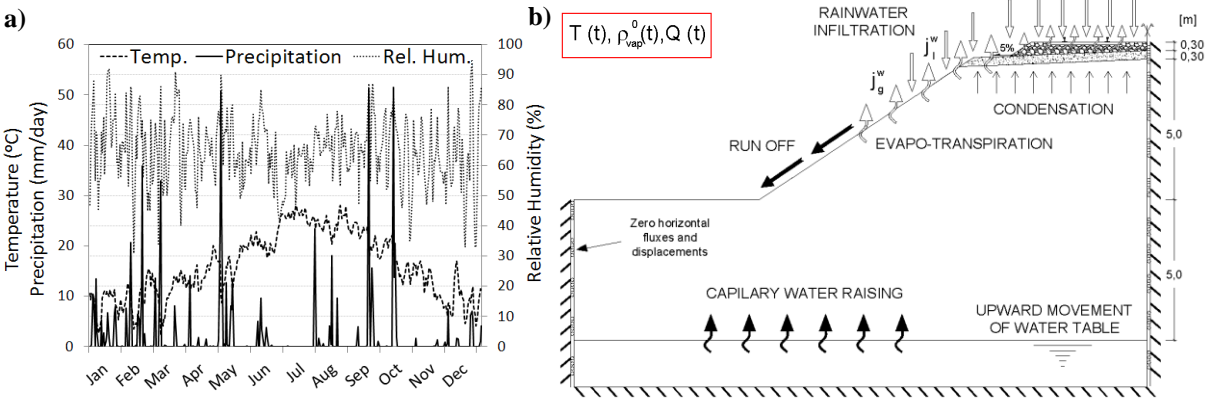 a)
Temp.
Precipitation
Rel. Hum.
Temperature (ºC)
Precipitation (mm/day)
60
50
40
30
20
10
0
100
90
80
70
60
50
40
30
20
10
0
Relative Humidity (%)
Jan
Feb
Mar
Apr
May
Jun
Jul
Aug
Sep
Oct
Nov
Dec
b)
T (t), ρ⁰vap(t), Q (t)
RAINWATER
INFILTRATION
[m]
5%
0,30
0,30
j_l^w
j_g^w
CONDENSATION
5,0
EVAPO-TRANSPIRATION
RUN OFF
Zero horizontal
fluxes and
displacements
5,0
CAPILARY WATER RAISING
UPWARD MOVEMENT
OF WATER TABLE